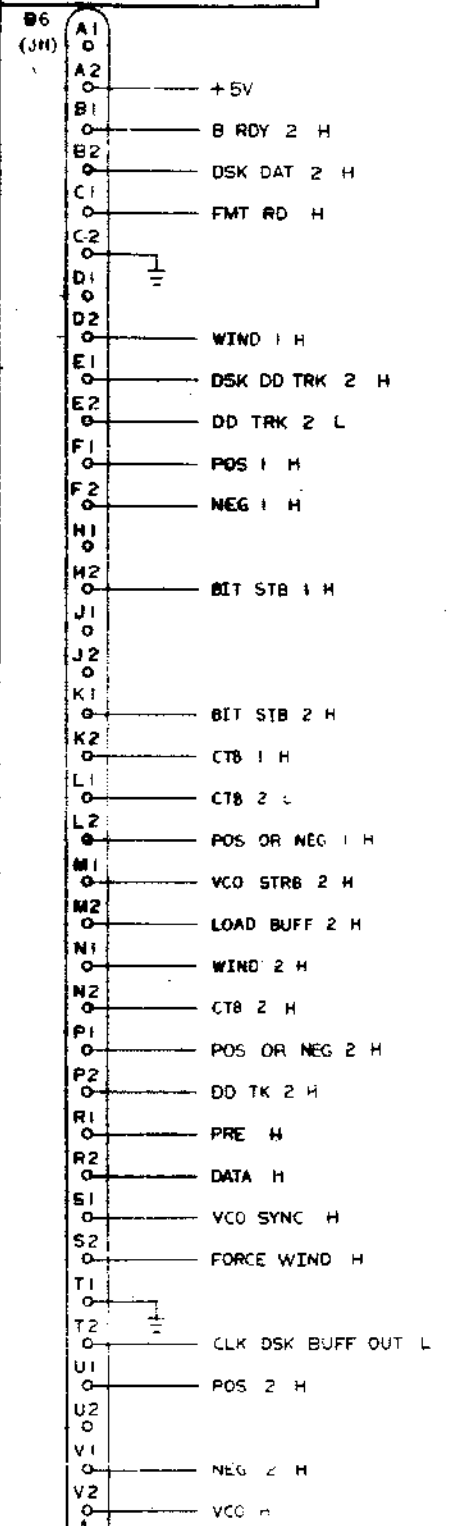 B6
(JH)
A1
A2 +5V
B1 B RDY 2 H
B2 DSK DAT 2 H
C1 FMT RD H
C2
D1
D2 WIND 1 H
E1 DSK DD TRK 2 H
E2 DD TRK 2 L
F1 POS 1 H
F2 NEG 1 H
H1
H2 BIT STB 1 H
J1
J2
K1 BIT STB 2 H
K2 CTB 1 H
L1 CTB 2
L2 POS OR NEG 1 H
M1 VCO STRB 2 H
M2 LOAD BUFF 2 H
N1 WIND 2 H
N2 CTB 2 H
P1 POS OR NEG 2 H
P2 DD TK 2 H
R1 PRE H
R2 DATA H
S1 VCO SYNC H
S2 FORCE WIND H
T1
T2 CLK DSK BUFF OUT L
U1 POS 2 H
U2
V1 NEG 2 H
V2 VCO H